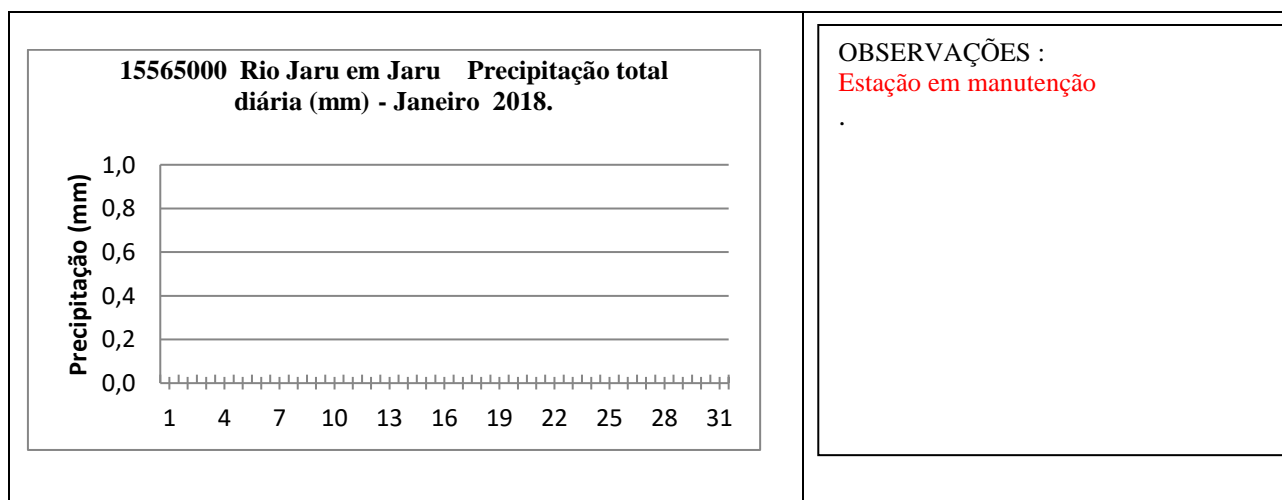 15565000 Rio Jaru em Jaru Precipitação total
diária (mm) - Janeiro 2018.
Precipitação (mm)
1,0
0,8
0,6
0,4
0,2
0,0
1 4 7 10 13 16 19 22 25 28 31
OBSERVAÇÕES :
Estação em manutenção
.